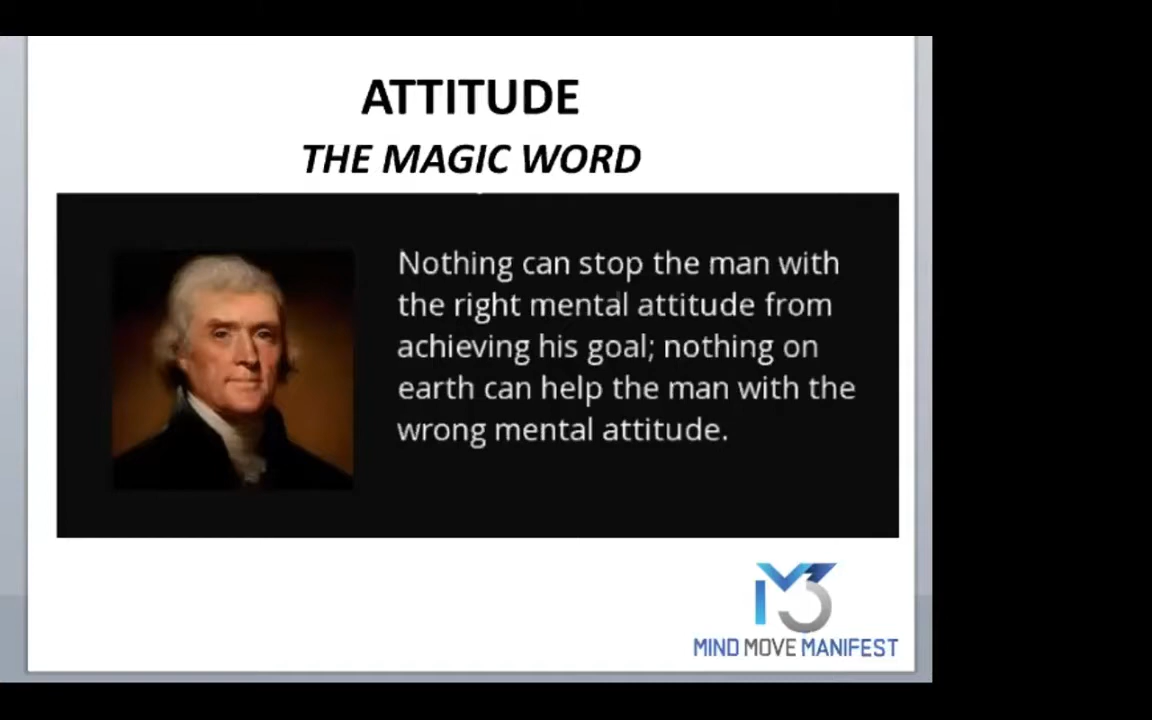 ATTITUDE
THE MAGIC WORD
Nothing can stop the man with
the right mental attitude from
achieving his goal; nothing on
earth can help the man with the
wrong mental attitude.
M3
MIND MOVE MANIFEST